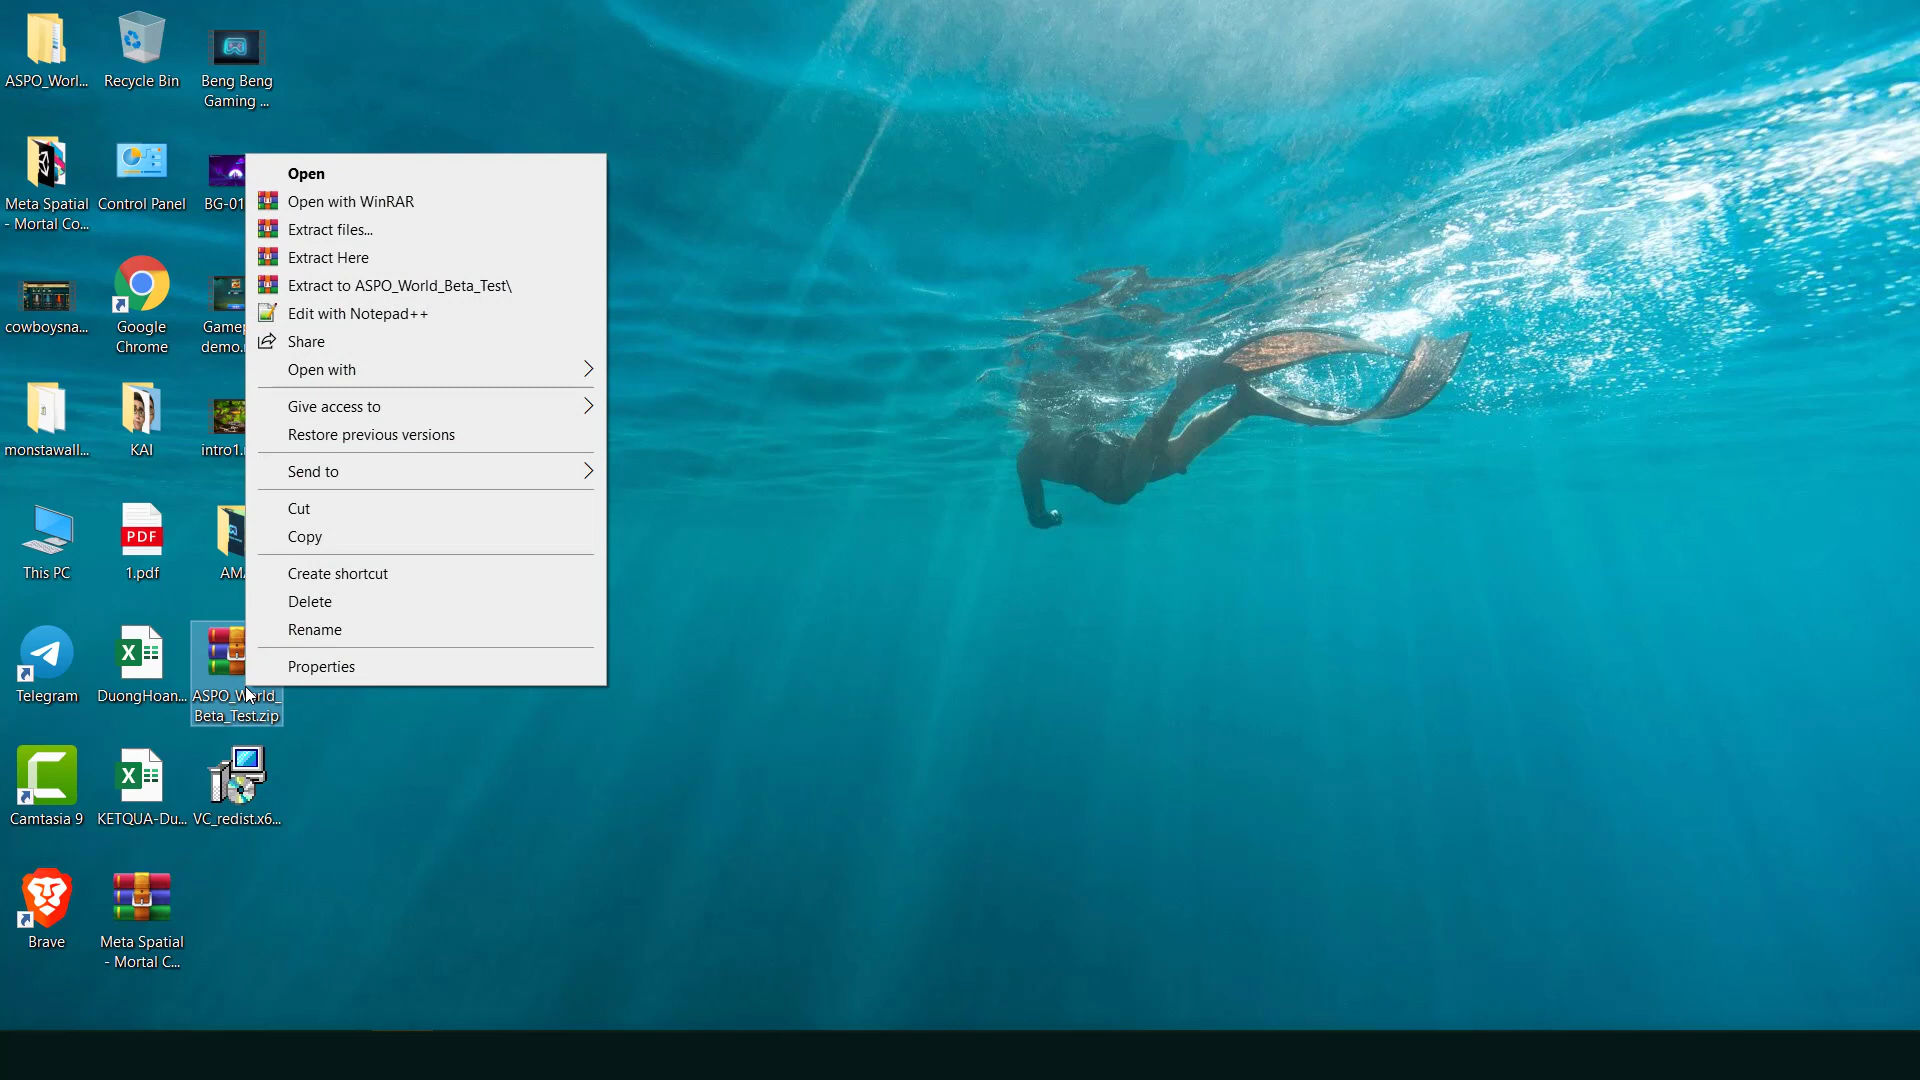 ASPO_Worl...
Recycle Bin
Beng Beng
Gaming ...
Meta Spatial
- Mortal Co...
Control Panel
BG-01
cowboysna...
Google
Chrome
Gamep
demo.
monstawall...
KAI
intro1.
This PC
PDF
1.pdf
AMA
Telegram
DuongHoan...
ASPO_World_
Beta_Test.zip
Camtasia 9
KETQUA-Du...
VC_redist.x6...
Brave
Meta Spatial
- Mortal C...
Open
Open with WinRAR
Extract files...
Extract Here
Extract to ASPO_World_Beta_Test\
Edit with Notepad++
Share
Open with
Give access to
Restore previous versions
Send to
Cut
Copy
Create shortcut
Delete
Rename
Properties